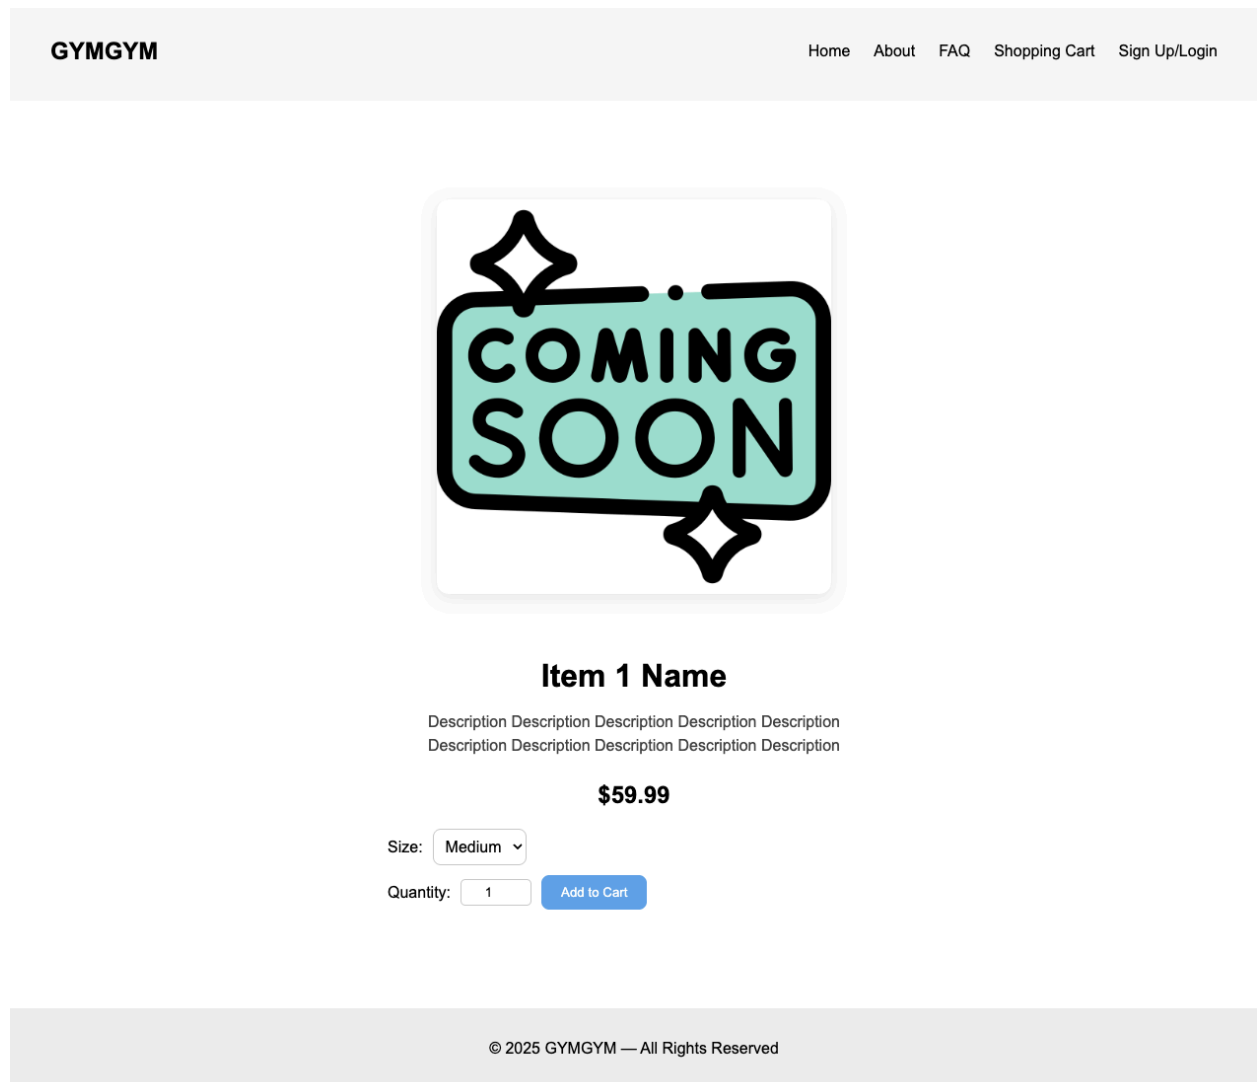 GYMGYM
Home About FAQ Shopping Cart Sign Up/Login
COMING
SOON
Item 1 Name
Description Description Description Description Description
Description Description Description Description Description
$59.99
Size: Medium
Quantity: 1 Add to Cart
© 2025 GYMGYM — All Rights Reserved